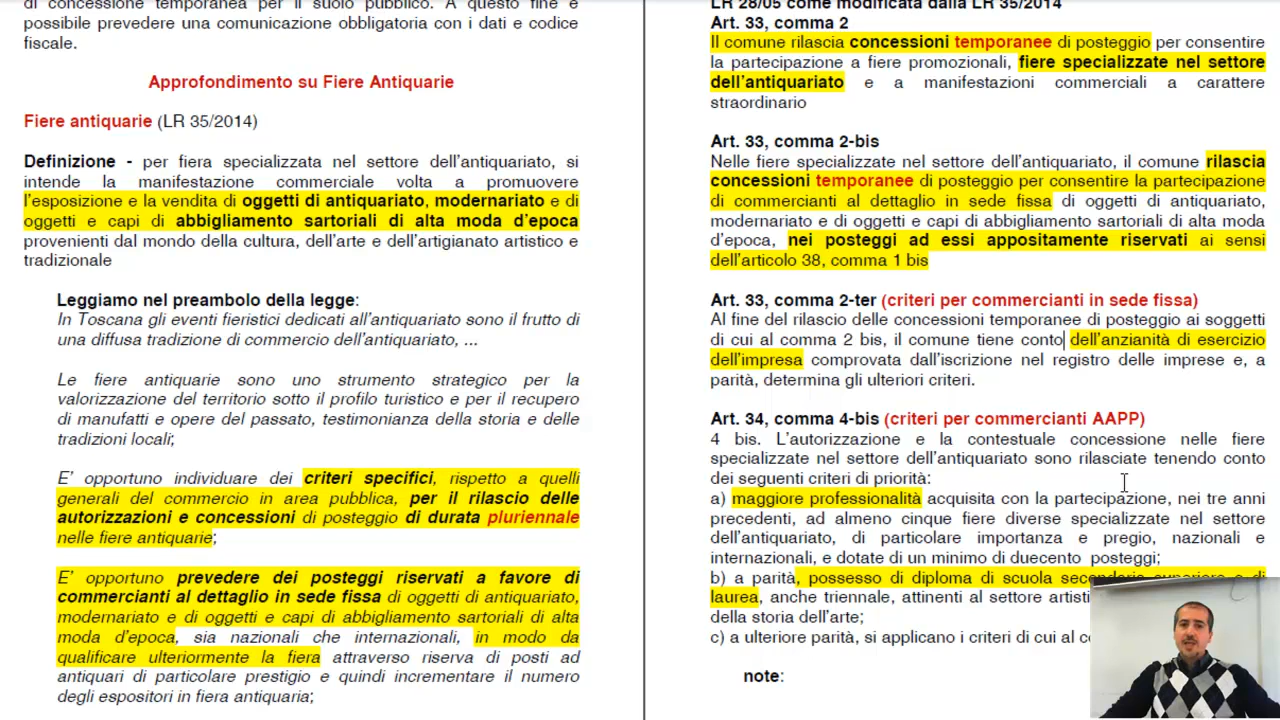 di concessione temporanea per il suolo pubblico. A questo fine è
possibile prevedere una comunicazione obbligatoria con i dati e codice
fiscale.
Approfondimento su Fiere Antiquarie
Fiere antiquarie (LR 35/2014)
Definizione - per fiera specializzata nel settore dell'antiquariato, si
intende la manifestazione commerciale volta a promuovere
l'esposizione e la vendita di oggetti di antiquariato, modernariato e di
oggetti e capi di abbigliamento sartoriali di alta moda d'epoca
provenienti dal mondo della cultura, dell'arte e dell'artigianato artistico e
tradizionale
Leggiamo nel preambolo della legge:
In Toscana gli eventi fieristici dedicati all'antiquariato sono il frutto di
una diffusa tradizione di commercio dell'antiquariato, ...
Le fiere antiquarie sono uno strumento strategico per la
valorizzazione del territorio sotto il profilo turistico e per il recupero
di manufatti e opere del passato, testimonianza della storia e delle
tradizioni locali;
E' opportuno individuare dei criteri specifici, rispetto a quelli
generali del commercio in area pubblica, per il rilascio delle
autorizzazioni e concessioni di posteggio di durata pluriennale
nelle fiere antiquarie;
E' opportuno prevedere dei posteggi riservati a favore di
commercianti al dettaglio in sede fissa di oggetti di antiquariato,
modernariato e di oggetti e capi di abbigliamento sartoriali di alta
moda d'epoca, sia nazionali che internazionali, in modo da
qualificare ulteriormente la fiera attraverso riserva di posti ad
antiquari di particolare prestigio e quindi incrementare il numero
degli espositori in fiera antiquaria;
LR 28/05 come modificata dalla LR 35/2014
Art. 33, comma 2
Il comune rilascia concessioni temporanee di posteggio per consentire
la partecipazione a fiere promozionali, fiere specializzate nel settore
dell'antiquariato e a manifestazioni commerciali a carattere
straordinario
Art. 33, comma 2-bis
Nelle fiere specializzate nel settore dell'antiquariato, il comune rilascia
concessioni temporanee di posteggio per consentire la partecipazione
di commercianti al dettaglio in sede fissa di oggetti di antiquariato,
modernariato e di oggetti e capi di abbigliamento sartoriali di alta moda
d'epoca, nei posteggi ad essi appositamente riservati ai sensi
dell'articolo 38, comma 1 bis
Art. 33, comma 2-ter (criteri per commercianti in sede fissa)
Al fine del rilascio delle concessioni temporanee di posteggio ai soggetti
di cui al comma 2 bis, il comune tiene conto dell'anzianità di esercizio
dell'impresa comprovata dall'iscrizione nel registro delle imprese e, a
parità, determina gli ulteriori criteri.
Art. 34, comma 4-bis (criteri per commercianti AAPP)
4 bis. L'autorizzazione e la contestuale concessione nelle fiere
specializzate nel settore dell'antiquariato sono rilasciate tenendo conto
dei seguenti criteri di priorità:
a) maggiore professionalità acquisita con la partecipazione, nei tre anni
precedenti, ad almeno cinque fiere diverse specializzate nel settore
dell'antiquariato, di particolare importanza e pregio, nazionali e
internazionali, e dotate di un minimo di duecento posteggi;
b) a parità, possesso di diploma di scuola secondaria superiore o di
laurea, anche triennale, attinenti al settore
della storia dell'arte;
c) a ulteriore parità, si applicano i criteri di cui al
note: